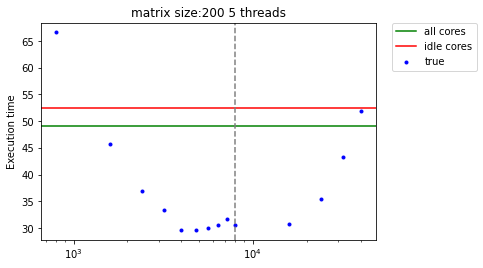 matrix size:200 5 threads
all cores
idle cores
true
Execution time
65
60
55
50
45
40
35
30
10³
10⁴